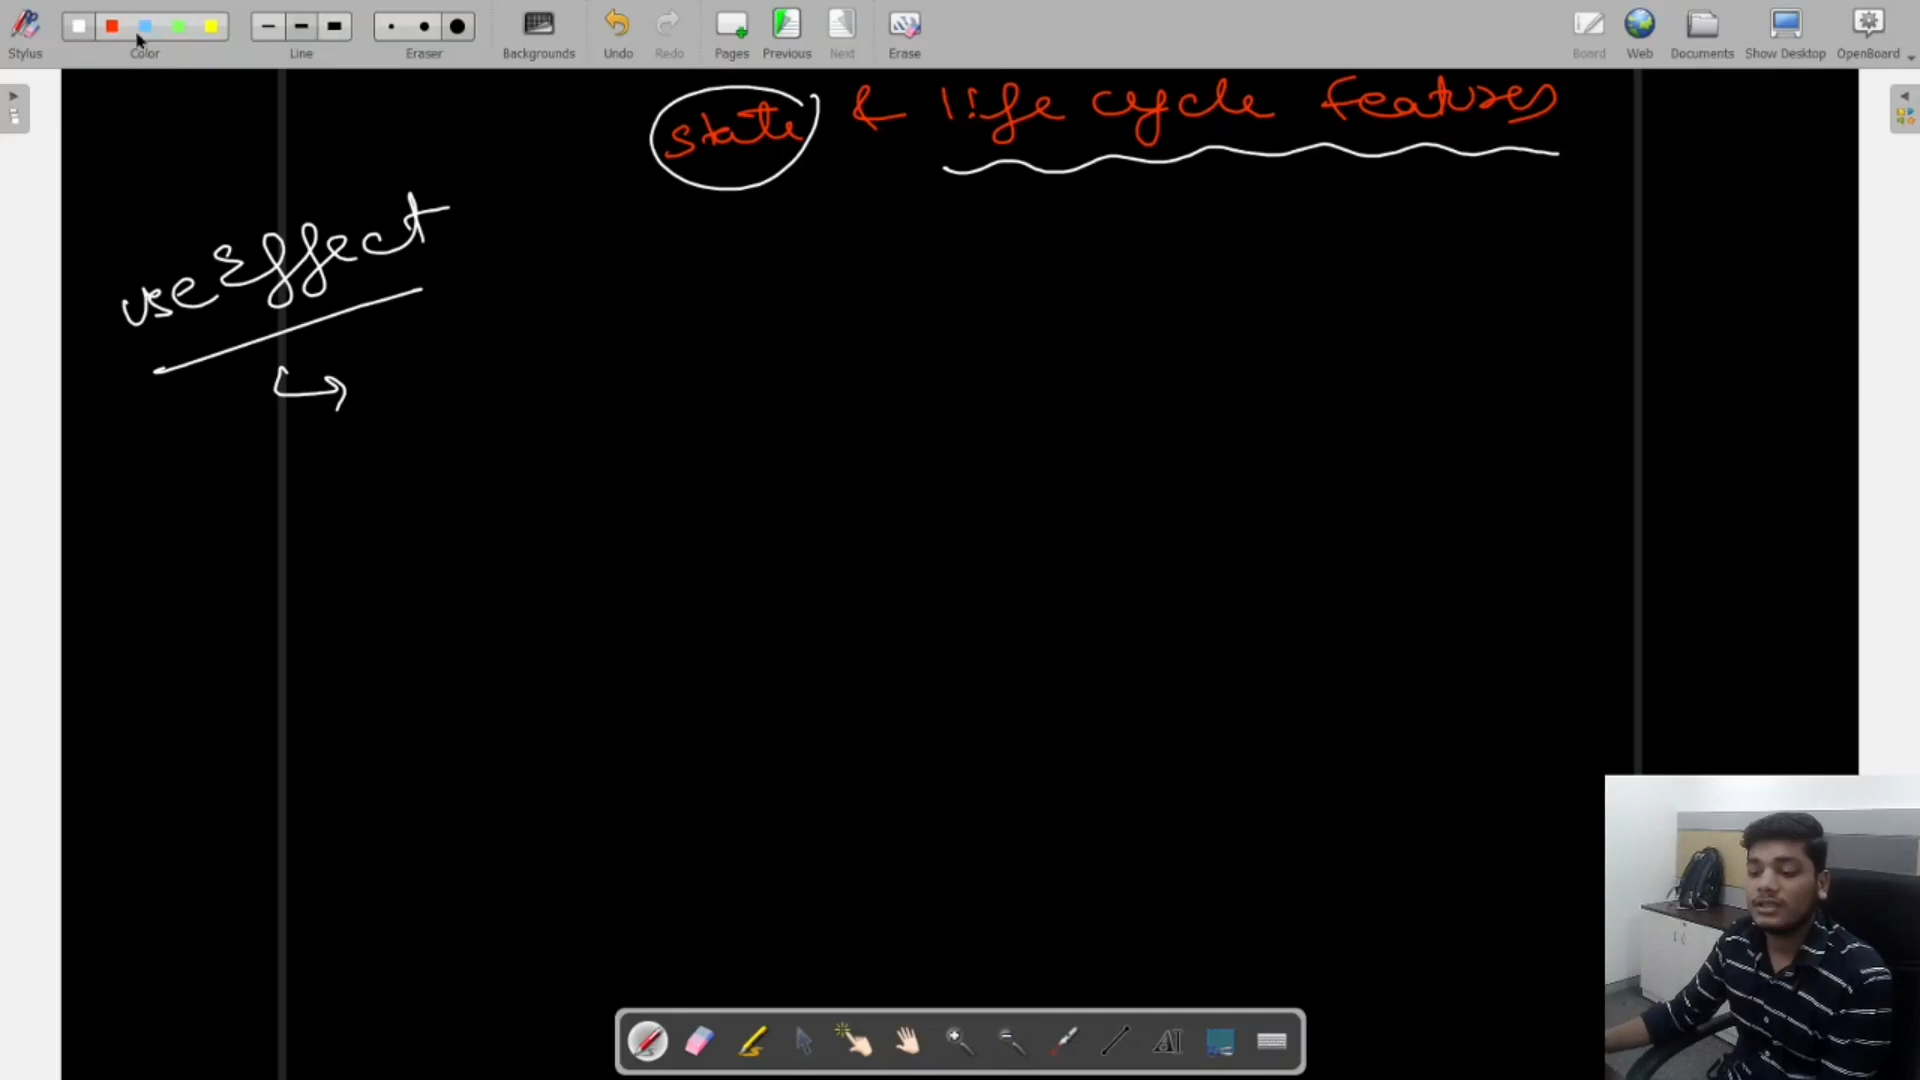 Stylus
Color
Line
Eraser
Backgrounds
Undo
Redo
Pages
Previous
Next
Erase
Board
Web
Documents
Show Desktop
OpenBoard
state & life cycle features
useEffect
AI